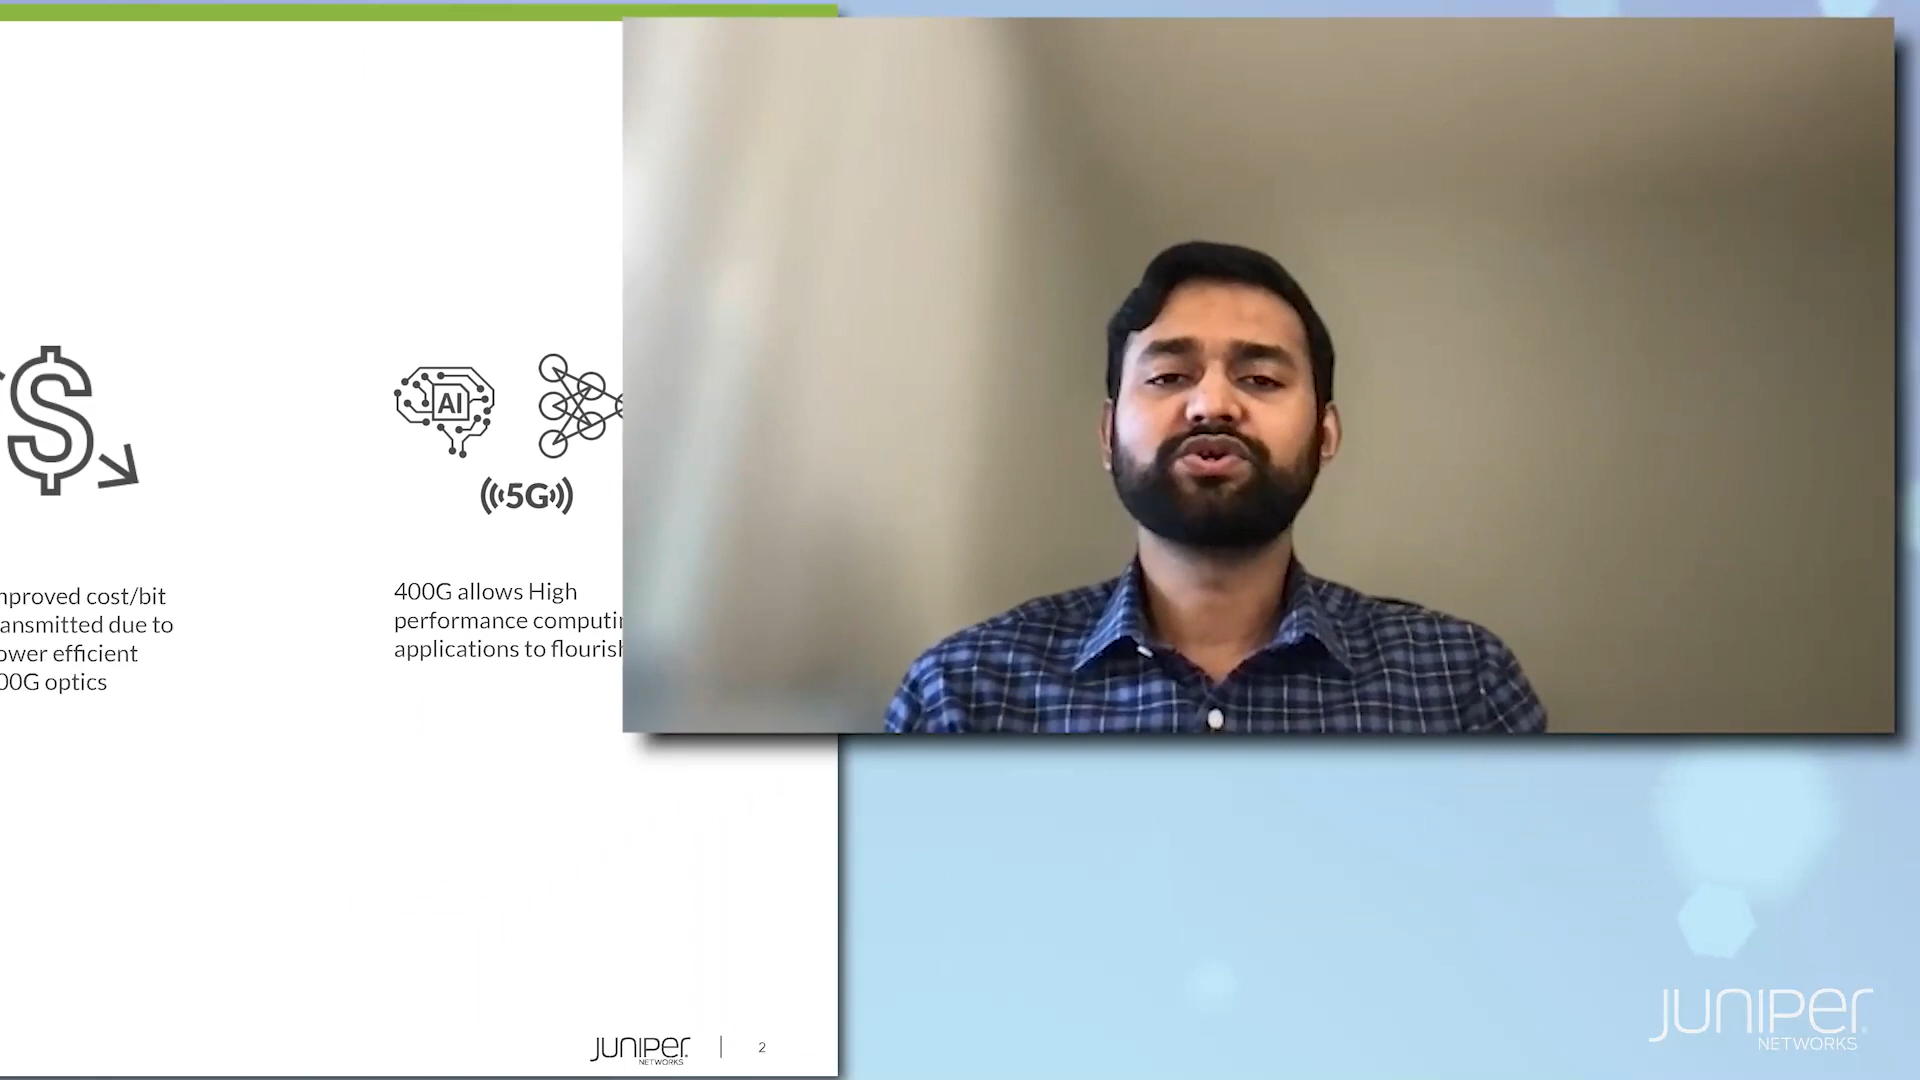 AI
((·5G·))
nproved cost/bit
ansmitted due to
ower efficient
00G optics
400G allows High
performance computin
applications to flourish
JUNIPER
NETWORKS
2
JUNIPER
NETWORKS